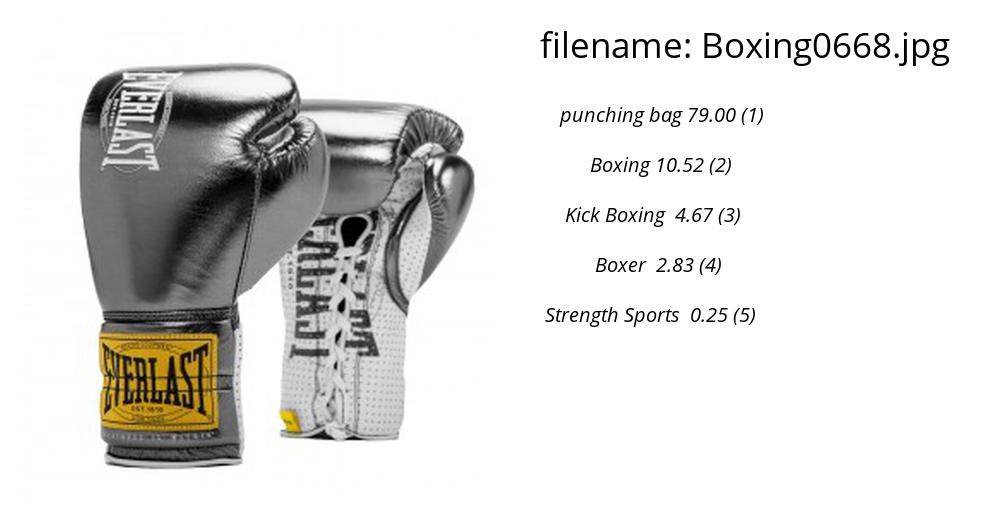 filename: Boxing0668.jpg
punching bag 79.00 (1)
Boxing 10.52 (2)
Kick Boxing 4.67 (3)
Boxer 2.83 (4)
Strength Sports 0.25 (5)
EVERLAST
EVERLAST
EST. 1910